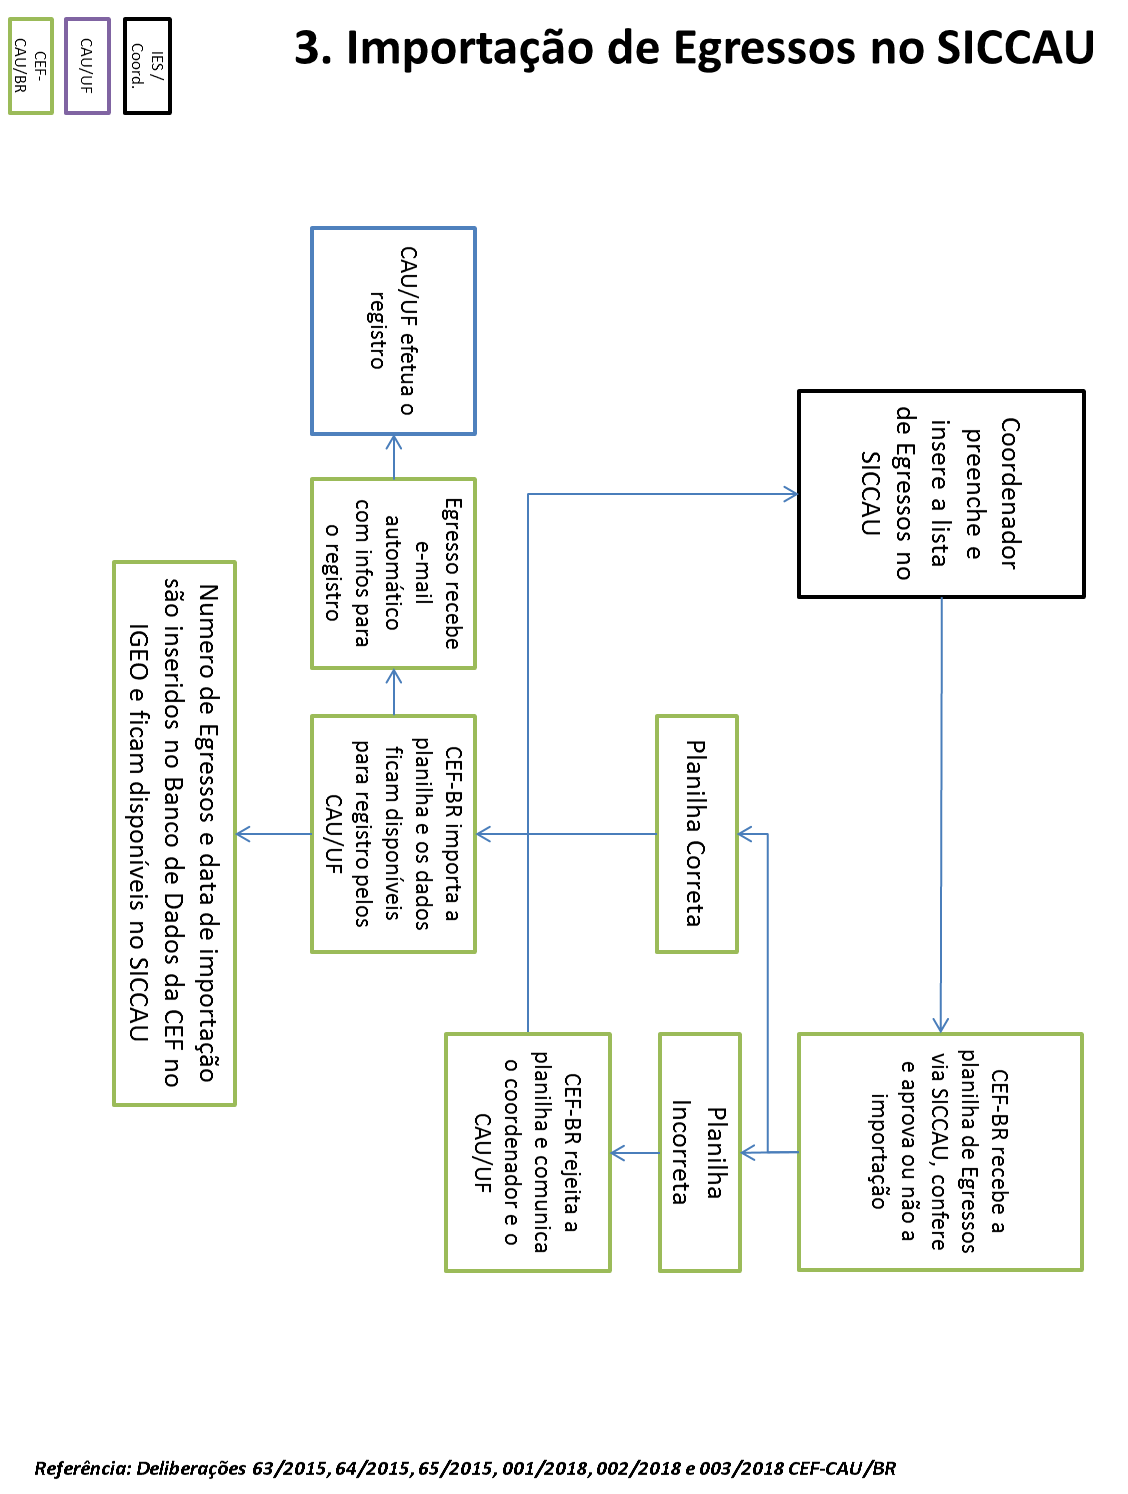 3. Importação de Egressos no SICCAU
IES /
Coord.
CAU/UF
CEF-
CAU/BR
Coordenador
preenche e
insere a lista
de Egressos no
SICCAU
CEF-BR recebe a
planilha de Egressos
via SICCAU, confere
e aprova ou não a
importação
Planilha Correta
Planilha
Incorreta
CEF-BR rejeita a
planilha e comunica
o coordenador e o
CAU/UF
CEF-BR importa a
planilha e os dados
ficam disponíveis
para registro pelos
CAU/UF
Egresso recebe
e-mail
automático
com infos para
o registro
CAU/UF efetua o
registro
Numero de Egressos e data de importação
são inseridos no Banco de Dados da CEF no
IGEO e ficam disponíveis no SICCAU
Referência: Deliberações 63/2015, 64/2015, 65/2015, 001/2018, 002/2018 e 003/2018 CEF-CAU/BR